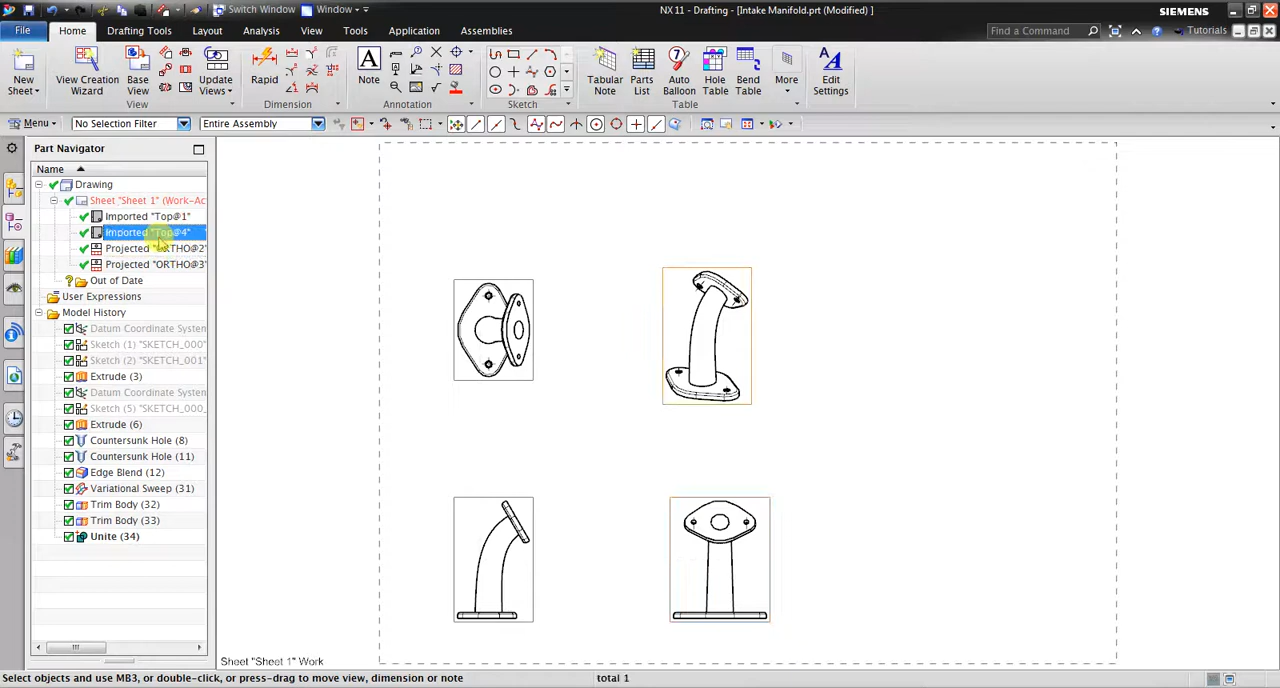 Switch Window
Window
NX 11 - Drafting - [Intake Manifold.prt (Modified) ]
SIEMENS
File
Home
Drafting Tools
Layout
Analysis
View
Tools
Application
Assemblies
Find a Command
Tutorials
New
Sheet
View Creation
Wizard
Base
View
Update
Views
View
Rapid
Dimension
Note
Annotation
Sketch
Tabular
Note
Parts
List
Auto
Balloon
Hole
Table
Bend
Table
Table
More
Edit
Settings
Menu
No Selection Filter
Entire Assembly
Part Navigator
Name
Drawing
Sheet "Sheet 1" (Work-Ac
Imported "Top@1"
Imported "Top@4"
Projected "ORTHO@2"
Projected "ORTHO@3"
Out of Date
User Expressions
Model History
Datum Coordinate System
Sketch (1) "SKETCH_000"
Sketch (2) "SKETCH_001"
Extrude (3)
Datum Coordinate System
Sketch (5) "SKETCH_000_
Extrude (6)
Countersunk Hole (8)
Countersunk Hole (11)
Edge Blend (12)
Variational Sweep (31)
Trim Body (32)
Trim Body (33)
Unite (34)
Sheet "Sheet 1" Work
Select objects and use MB3, or double-click, or press-drag to move view, dimension or note
total 1